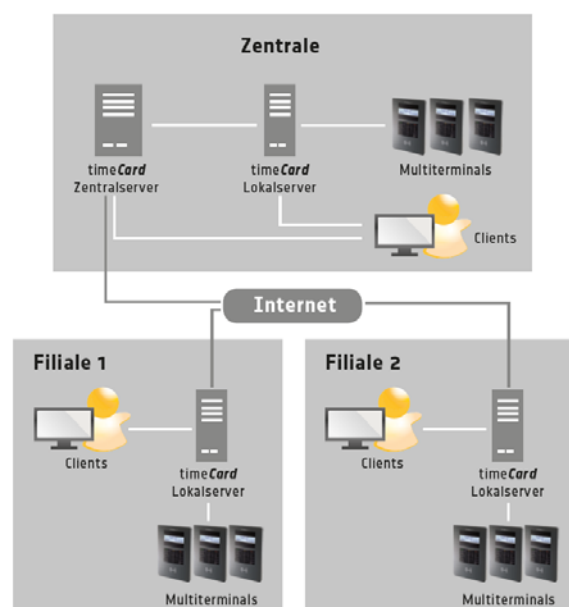 Zentrale
timeCard
Zentralserver
timeCard
Lokalserver
Multiterminals
Clients
Internet
Filiale 1
Clients
timeCard
Lokalserver
Multiterminals
Filiale 2
Clients
timeCard
Lokalserver
Multiterminals